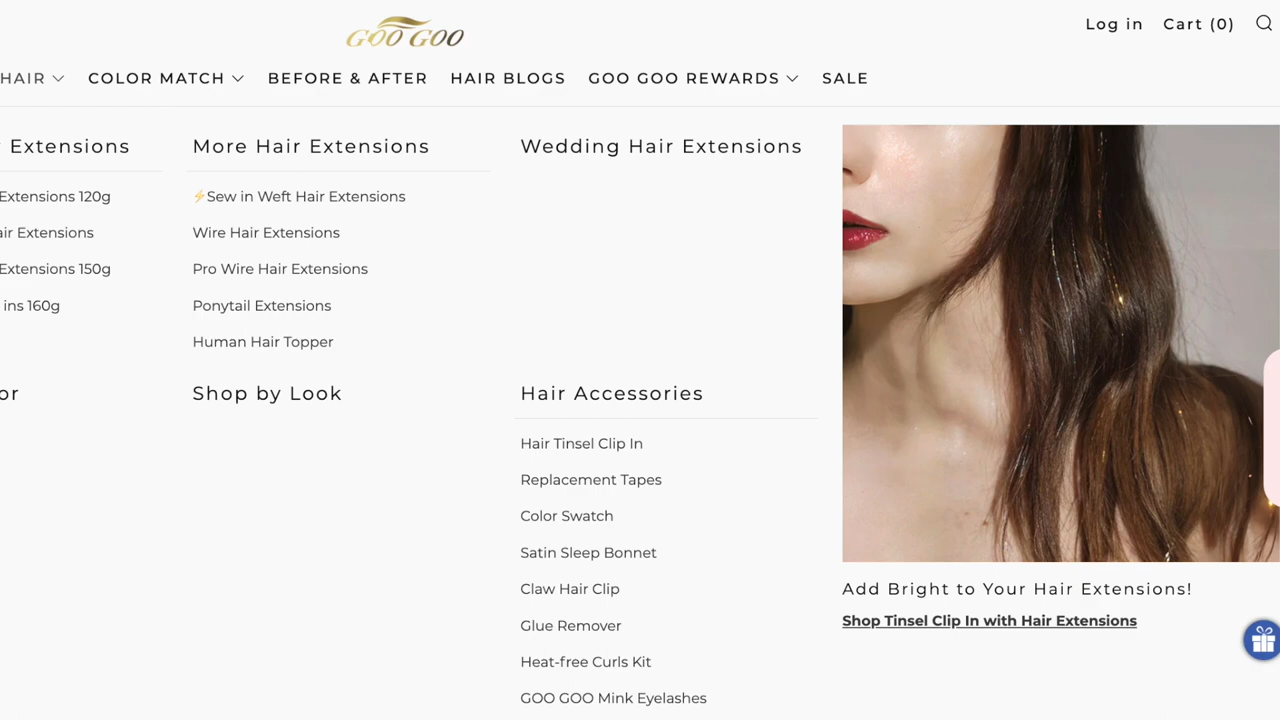 GOO GOO
Log in
Cart (0)
HAIR
COLOR MATCH
BEFORE & AFTER
HAIR BLOGS
GOO GOO REWARDS
SALE
Extensions
Extensions 120g
Extensions
Extensions 150g
ins 160g
More Hair Extensions
⚡Sew in Weft Hair Extensions
Wire Hair Extensions
Pro Wire Hair Extensions
Ponytail Extensions
Human Hair Topper
Shop by Look
Wedding Hair Extensions
Hair Accessories
Hair Tinsel Clip In
Replacement Tapes
Color Swatch
Satin Sleep Bonnet
Claw Hair Clip
Glue Remover
Heat-free Curls Kit
GOO GOO Mink Eyelashes
Add Bright to Your Hair Extensions!
Shop Tinsel Clip In with Hair Extensions